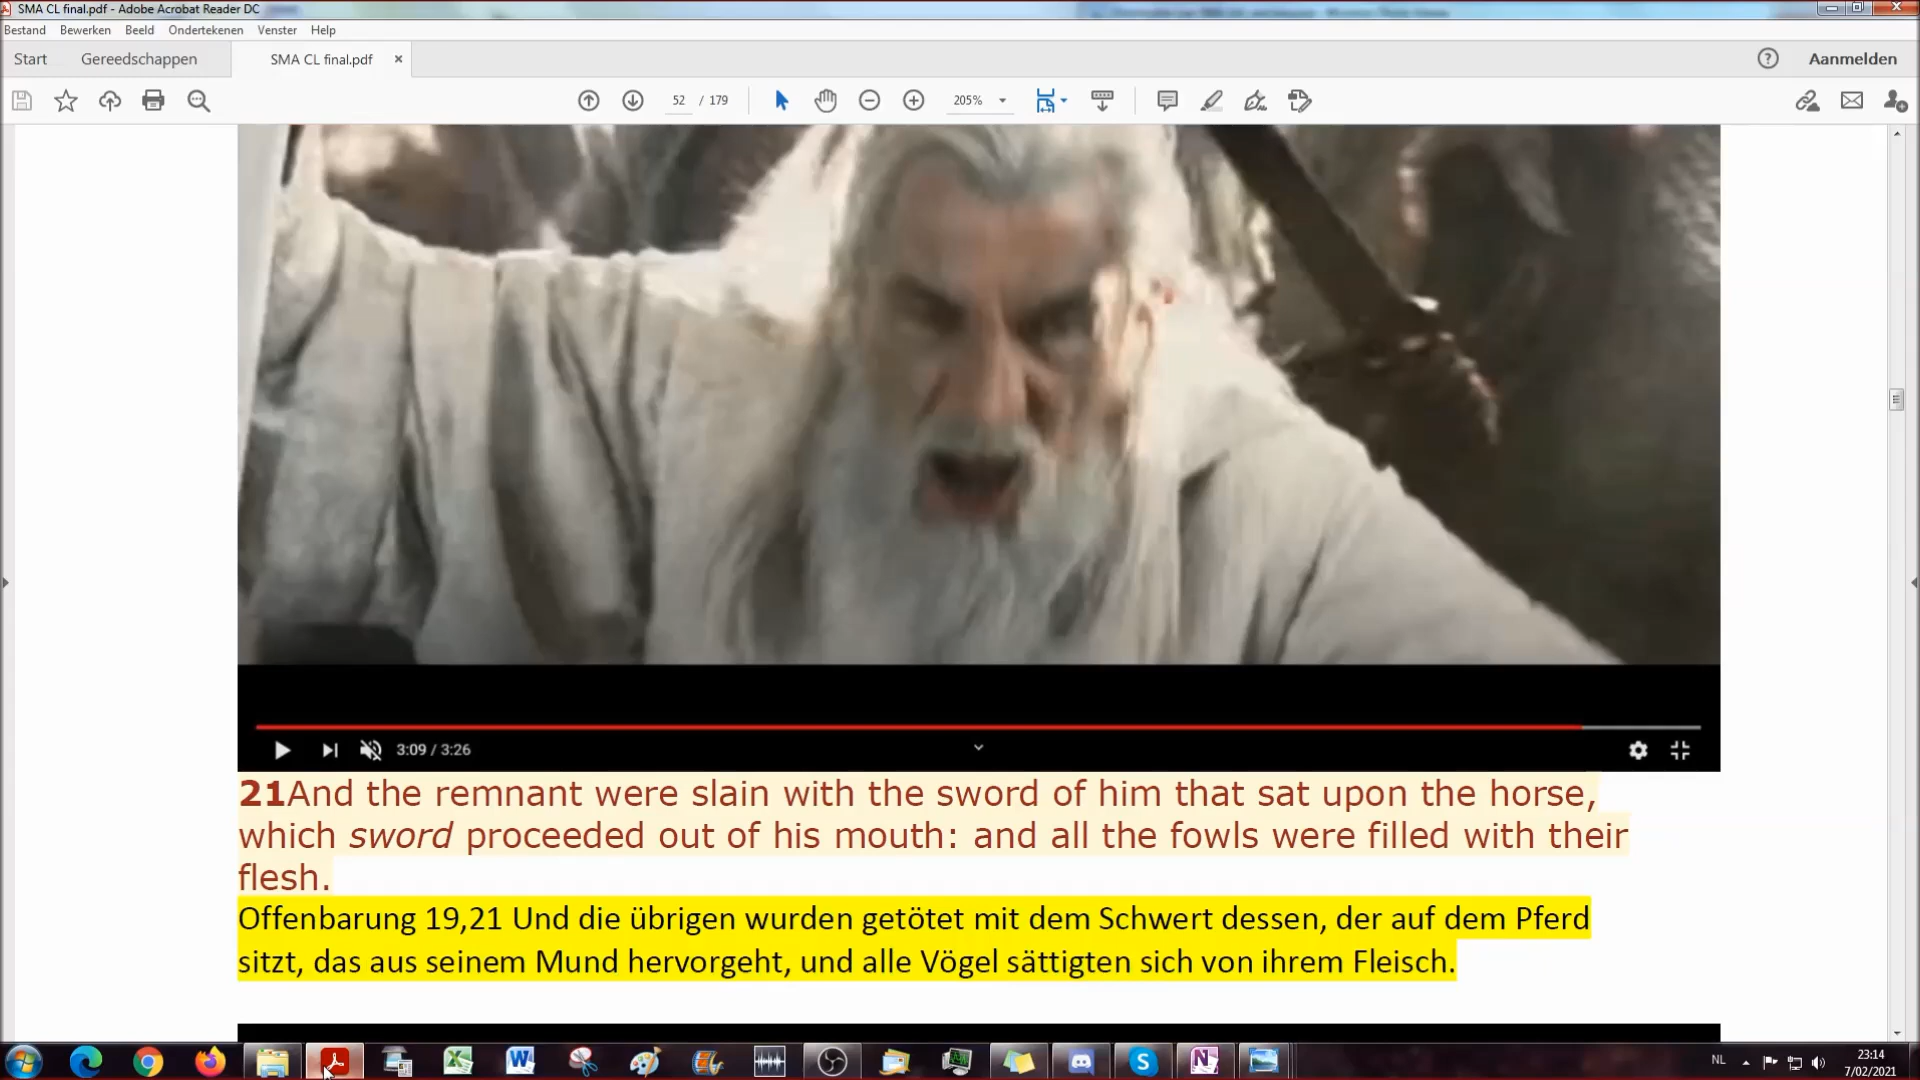 SMA CL final.pdf - Adobe Acrobat Reader DC
Bestand Bewerken Beeld Ondertekenen Venster Help
Start Gereedschappen SMA CL final.pdf Aanmelden
52 / 179 205%
3:09 / 3:26
21And the remnant were slain with the sword of him that sat upon the horse,
which sword proceeded out of his mouth: and all the fowls were filled with their
flesh.
Offenbarung 19,21 Und die übrigen wurden getötet mit dem Schwert dessen, der auf dem Pferd
sitzt, das aus seinem Mund hervorgeht, und alle Vögel sättigten sich von ihrem Fleisch.
NL 23:14
7/02/2021